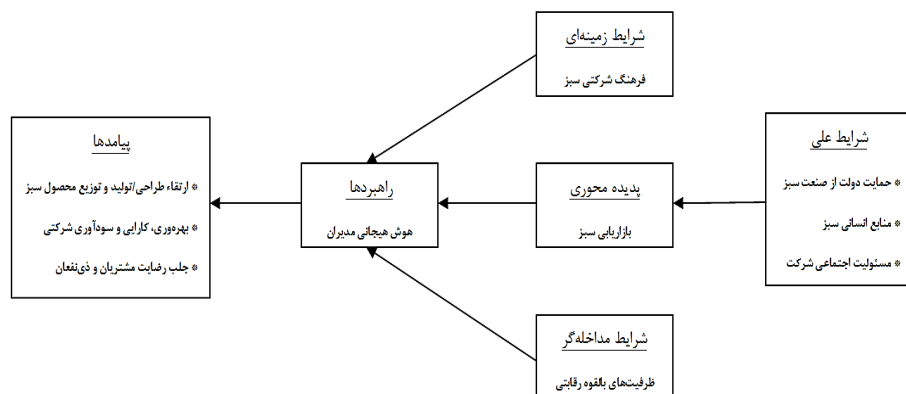 شرایط زمینه‌ای
فرهنگ شرکتی سبز
شرایط علی
* حمایت دولت از صنعت سبز
* منابع انسانی سبز
* مسئولیت اجتماعی شرکت
پدیده محوری
بازاریابی سبز
راهبردها
هوش هیجانی مدیران
پیامدها
* ارتقاء طراحی/تولید و توزیع محصول سبز
* بهره‌وری، کارایی و سودآوری شرکتی
* جلب رضایت مشتریان و ذی‌نفعان
شرایط مداخله‌گر
ظرفیت‌های بالقوه رقابتی